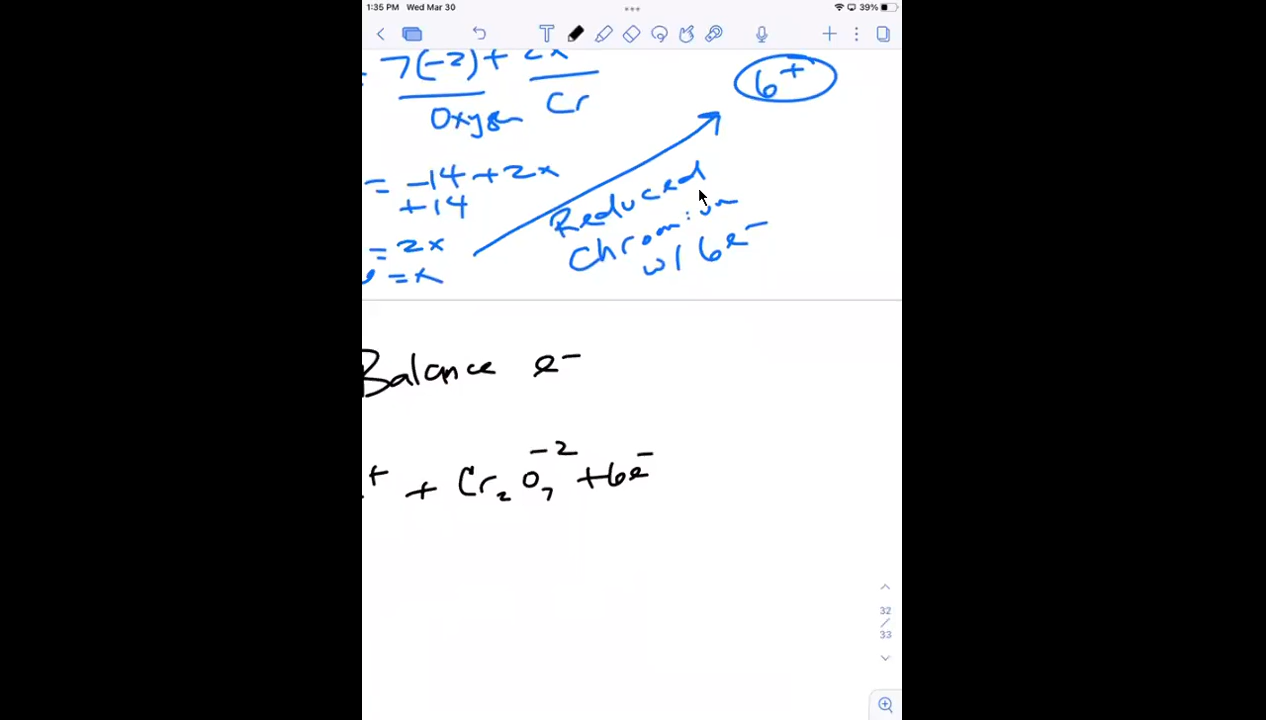 1:35 PM Wed Mar 30
39%
7(-2) + 2x
Oxygen Cr
6+
= -14 + 2x
+14
= 2x
= x
Reduced
Chromium
w/ 6e-
Balance e-
+ + Cr2O7-2 + 6e-
32
/
33